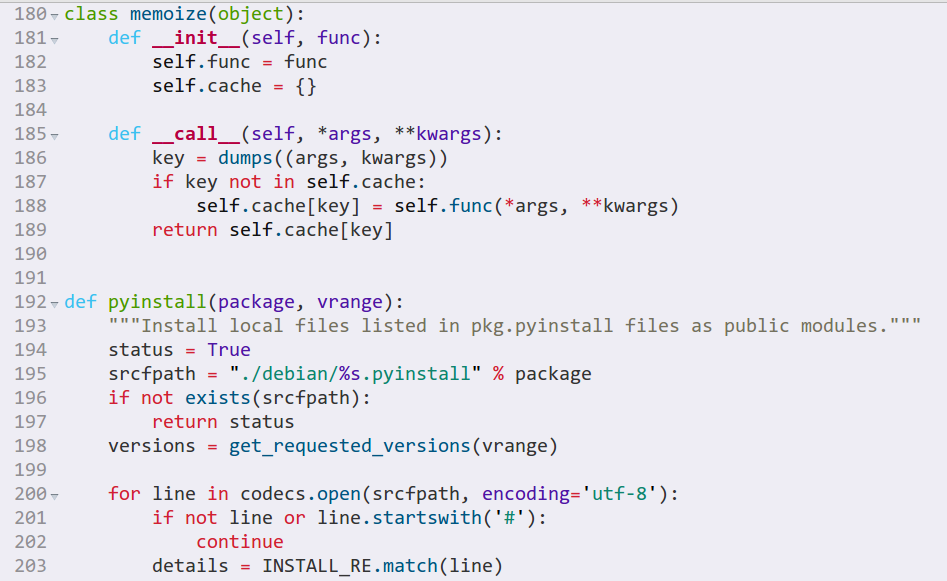 180 class memoize(object):
181     def __init__(self, func):
182         self.func = func
183         self.cache = {}
184
185     def __call__(self, *args, **kwargs):
186         key = dumps((args, kwargs))
187         if key not in self.cache:
188             self.cache[key] = self.func(*args, **kwargs)
189         return self.cache[key]
190
191
192 def pyinstall(package, vrange):
193     """Install local files listed in pkg.pyinstall files as public modules."""
194     status = True
195     srcfpath = "./debian/%s.pyinstall" % package
196     if not exists(srcfpath):
197         return status
198     versions = get_requested_versions(vrange)
199
200     for line in codecs.open(srcfpath, encoding='utf-8'):
201         if not line or line.startswith('#'):
202             continue
203         details = INSTALL_RE.match(line)